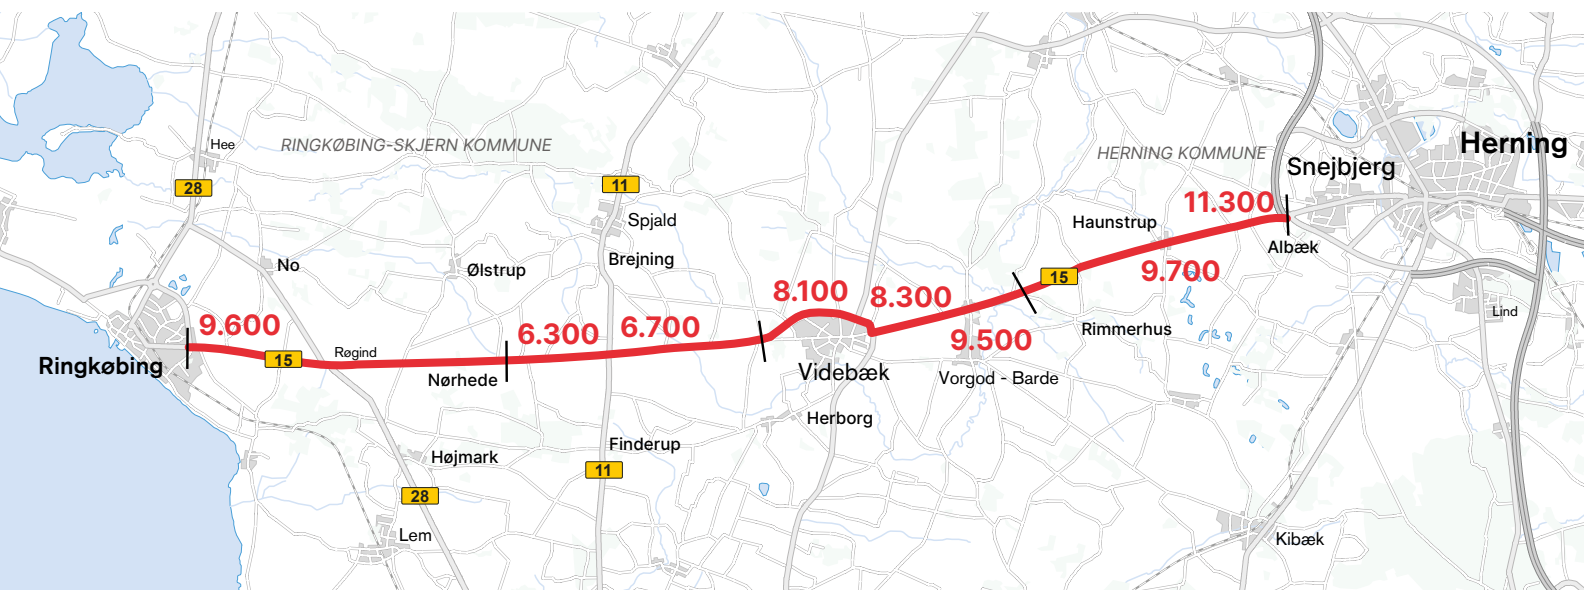 Hee
RINGKØBING-SKJERN KOMMUNE
HERNING KOMMUNE
Herning
Snejbjerg
28
11
Spjald
11.300
Haunstrup
Albæk
Brejning
No
Ølstrup
9.700
15
8.100
8.300
Lind
9.600
6.300
6.700
Rimmerhus
9.500
15
Røgind
Ringkøbing
Nørhede
Videbæk
Vorgod - Barde
Herborg
Finderup
Højmark
11
28
Lem
Kibæk